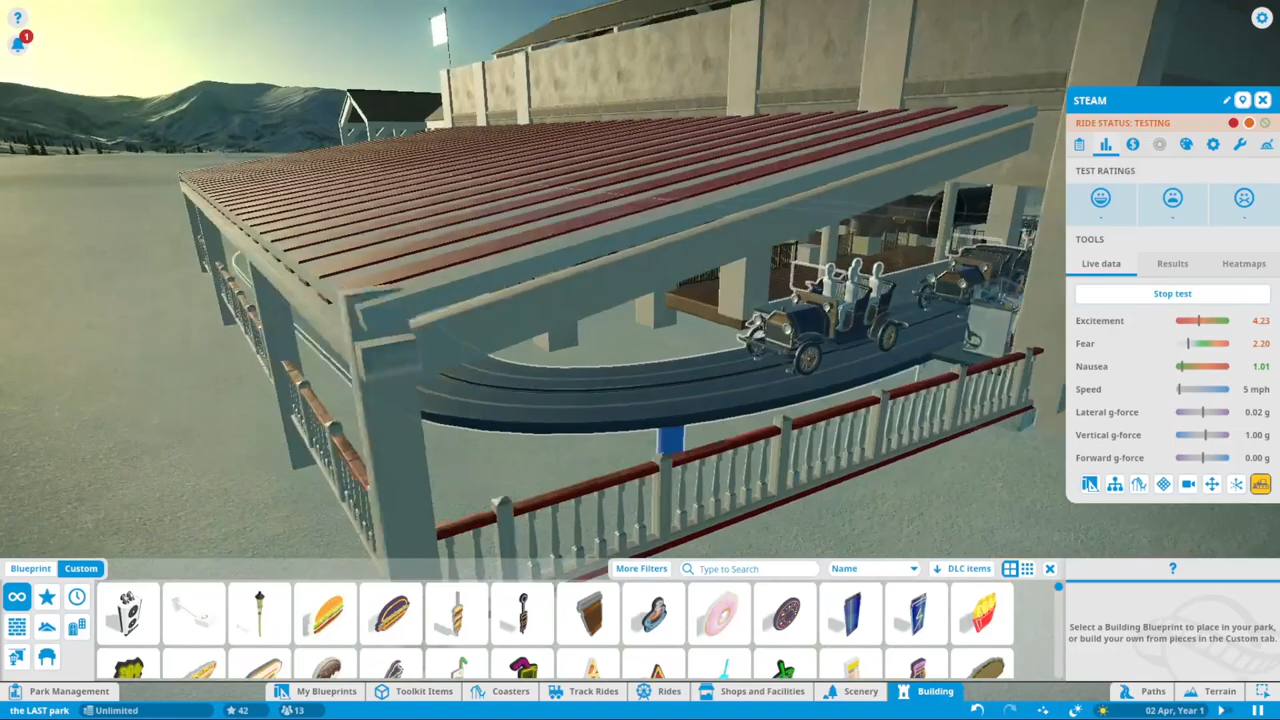 ?
1
STEAM
RIDE STATUS: TESTING
TEST RATINGS
- - -
TOOLS
Live data Results Heatmaps
Stop test
Excitement 4.23
Fear 2.20
Nausea 1.01
Speed 5 mph
Lateral g-force 0.02 g
Vertical g-force 1.00 g
Forward g-force 0.00 g
Blueprint Custom More Filters Type to Search Name DLC items ?
Select a Building Blueprint to place in your park,
or build your own from pieces in the Custom tab.
Park Management My Blueprints Toolkit Items Coasters Track Rides Rides Shops and Facilities Scenery Building Paths Terrain
the LAST park Unlimited 42 13 02 Apr, Year 1